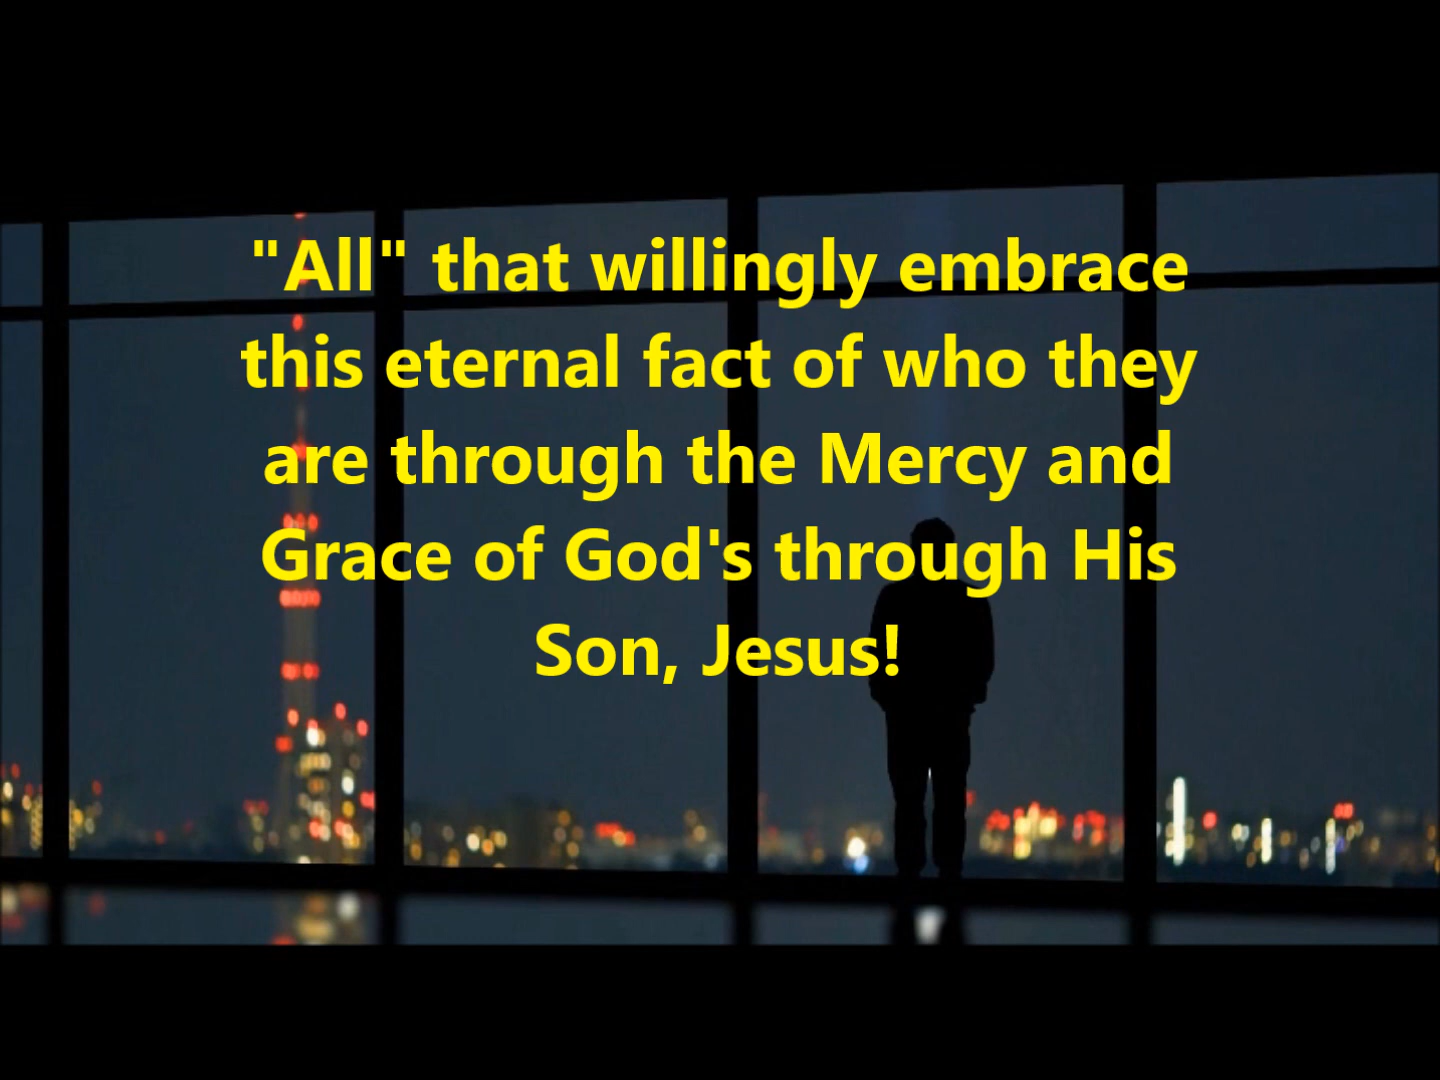 "All" that willingly embrace
this eternal fact of who they
are through the Mercy and
Grace of God's through His
Son, Jesus!